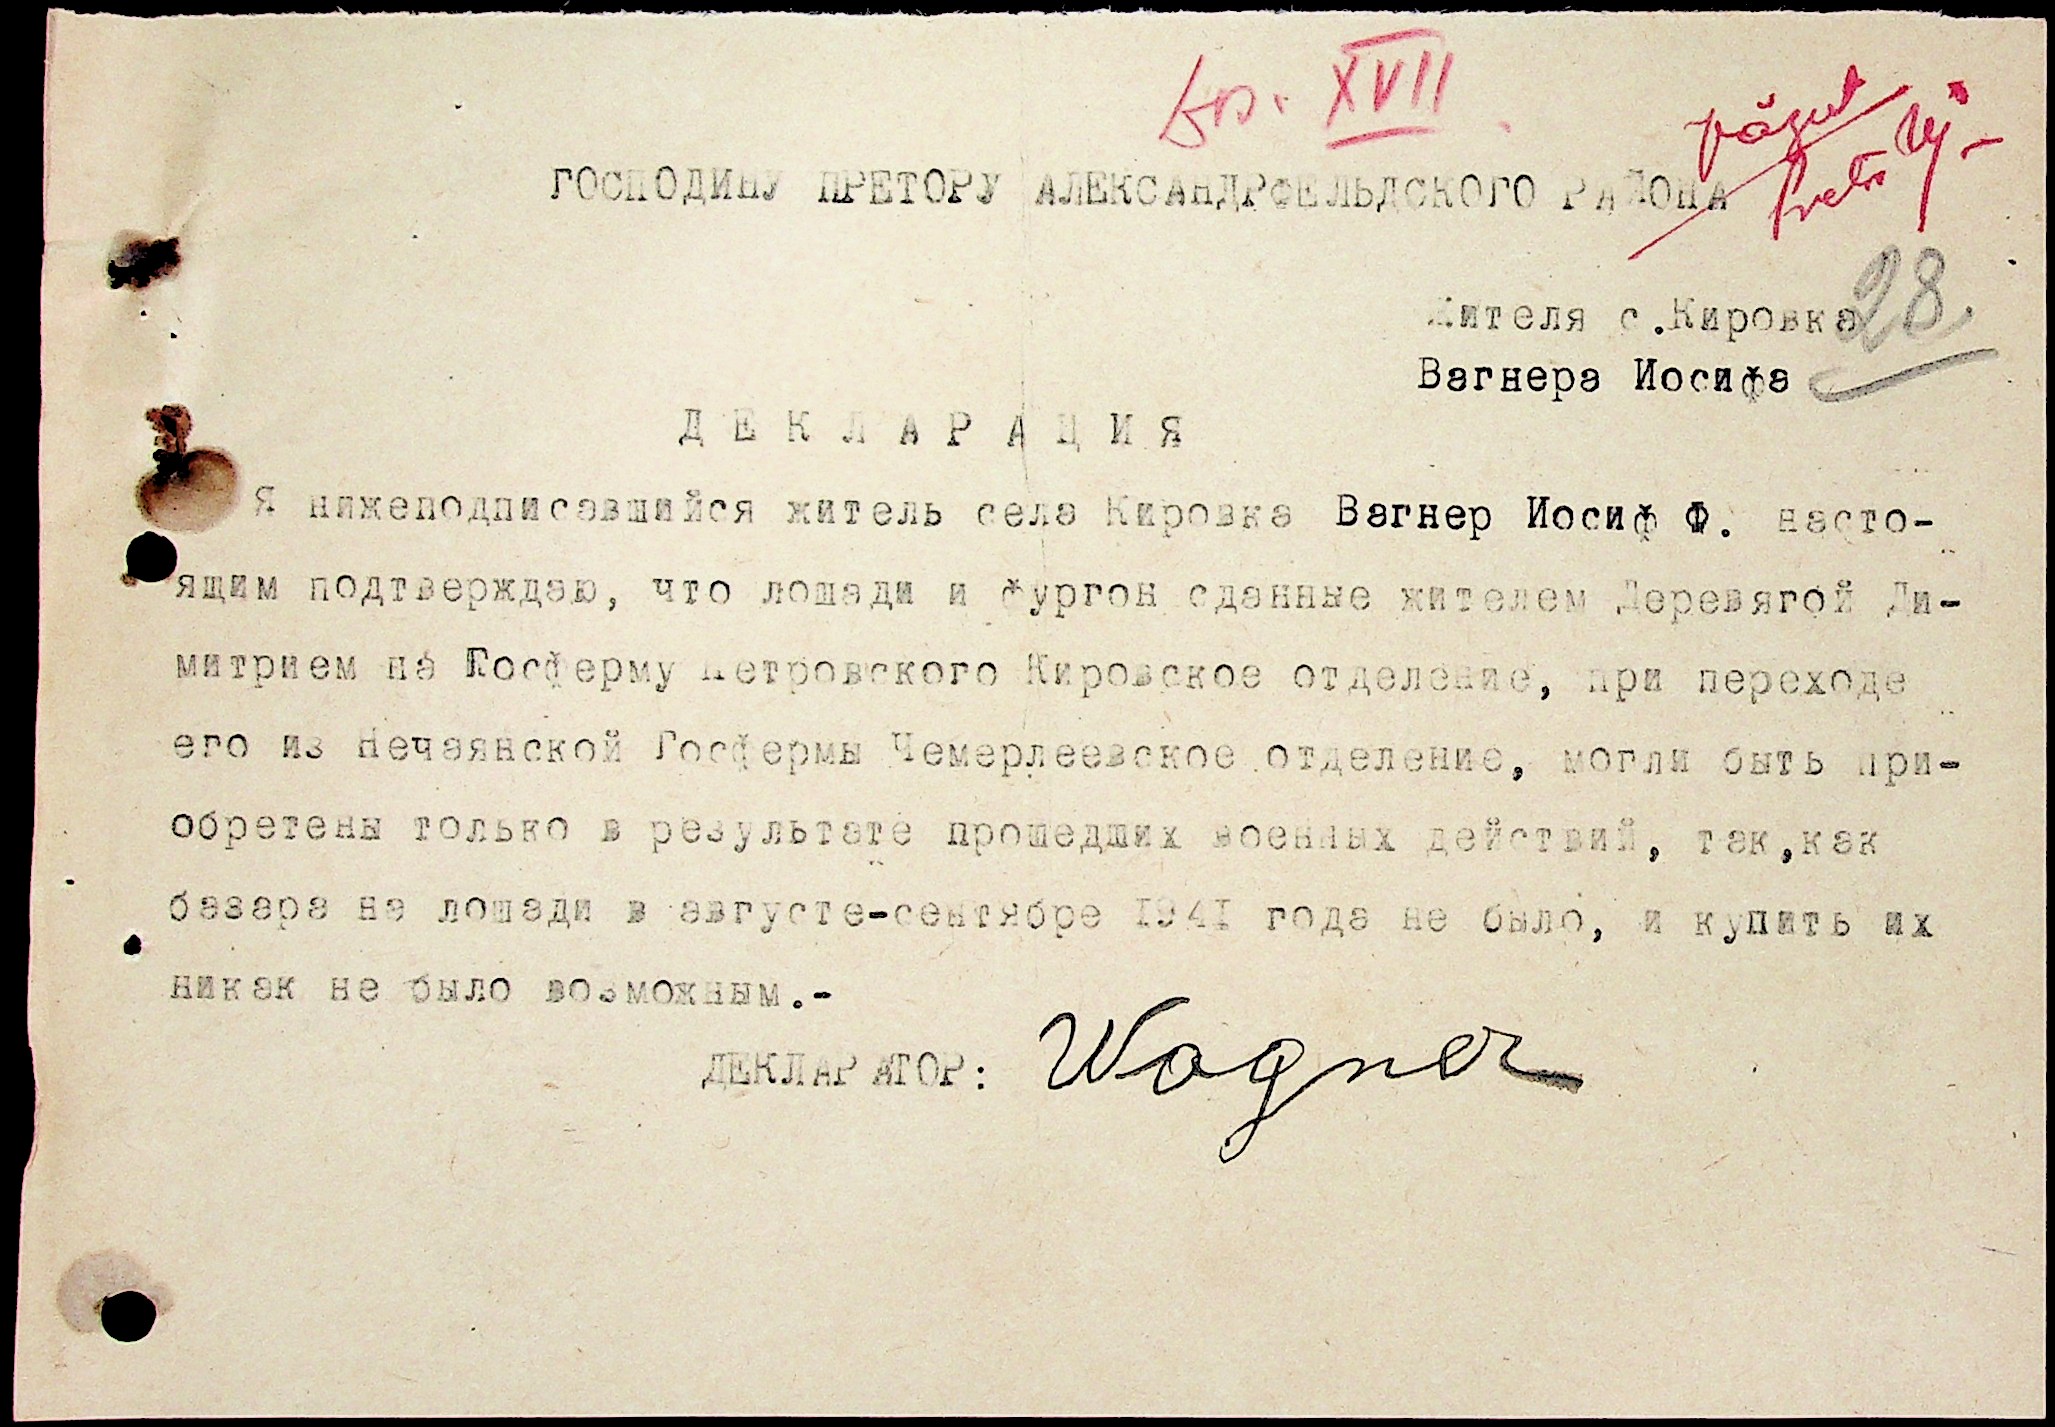 XVII
văzut
Pretor
ГОСПОДИНУ ПРЕТОРУ АЛЕКСАНДРФЕЛЬДСКОГО РАЙОНА
28.
Жителя с.Кировка
Вагнера Иосифа
Д Е К Л А Р А Ц И Я
Я нижеподписавшийся житель села Кировка Вагнер Иосиф Ф. насто-
ящим подтверждаю, что лошади и фургон сданные жителем Деревягой Ди-
митрием на Госферму Петровского Кировское отделение, при переходе
его из Нечаянской Госфермы Чемерлеевское отделение, могли быть при-
обретены только в результате прошедших военных действий, так,как
базара на лошади в августе-сентябре I94I года не было, и купить их
никак не было возможным.-
ДЕКЛАРАТОР: Wagner